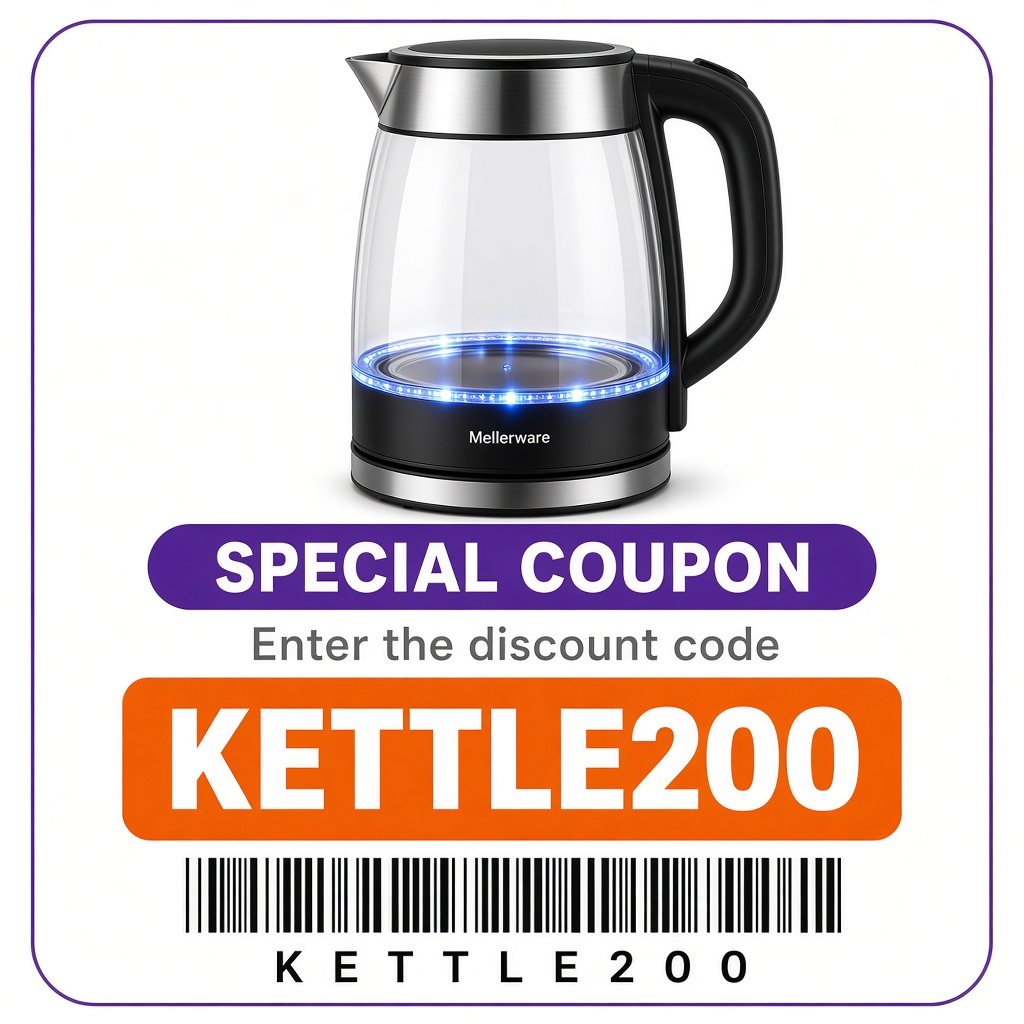 Mellerware
SPECIAL COUPON
Enter the discount code
KETTLE200
KETTLE200